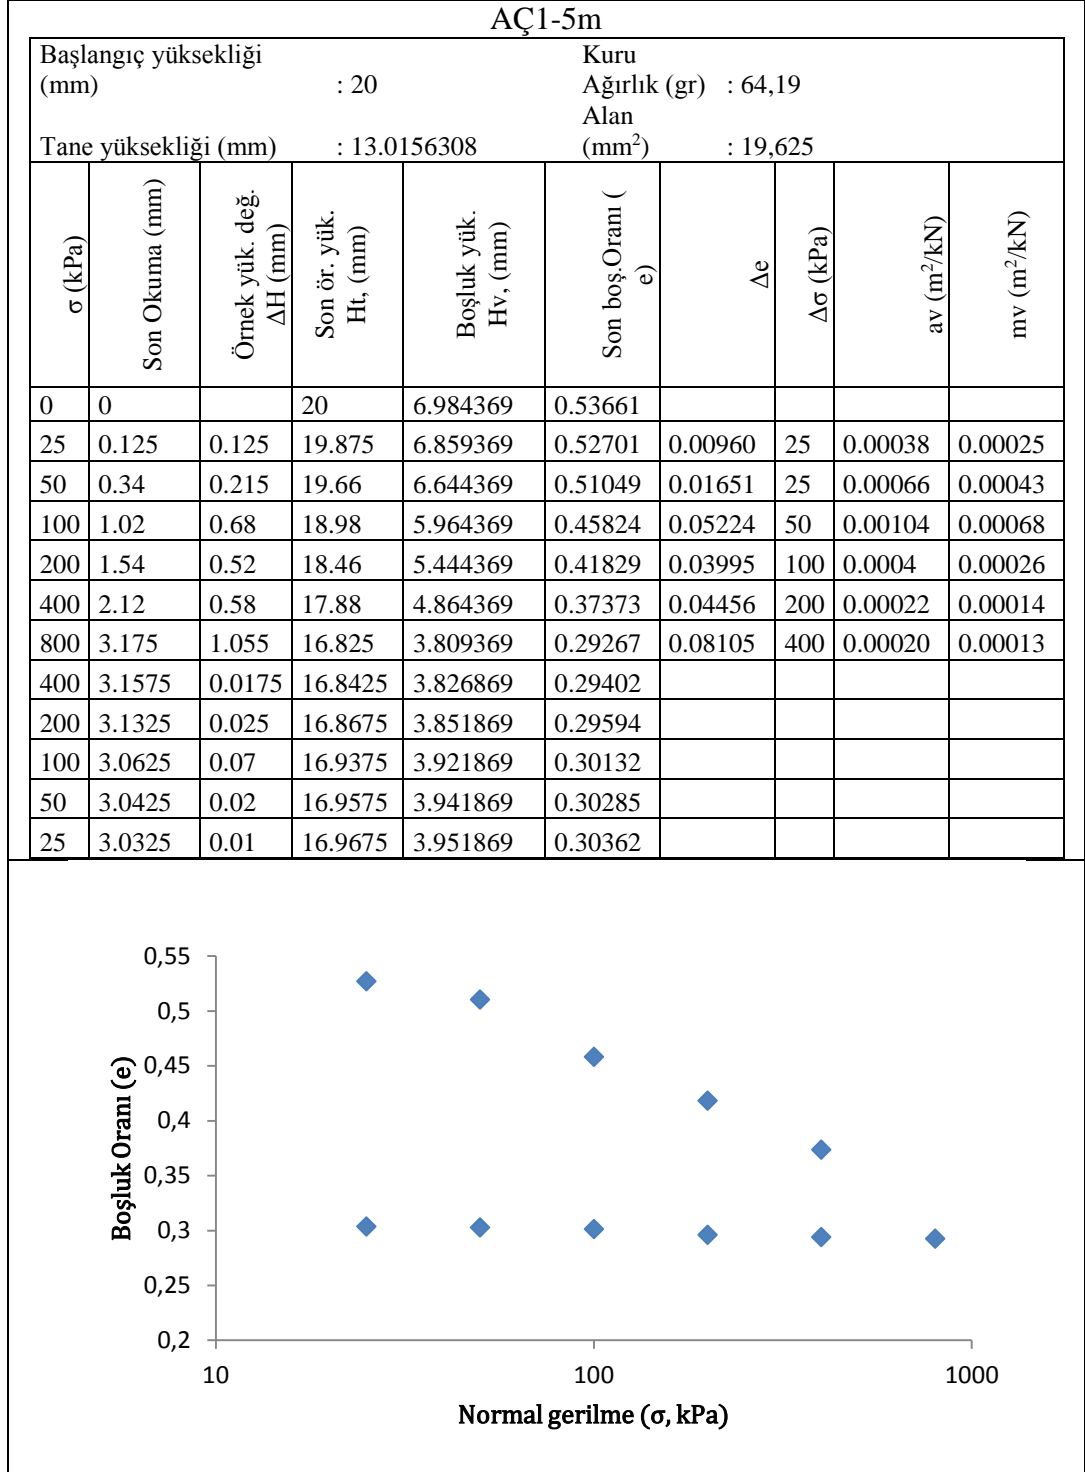 AÇ1-5m
Başlangıç yüksekliği (mm) : 20 Kuru Ağırlık (gr) : 64,19
Tane yüksekliği (mm) : 13.0156308 Alan (mm²) : 19,625
σ (kPa) Son Okuma (mm) Örnek yük. değ. ΔH (mm) Son ör. yük. Ht, (mm) Boşluk yük. Hv, (mm) Son boş.Oranı ( e) Δe Δσ (kPa) av (m²/kN) mv (m²/kN)
0 0 20 6.984369 0.53661
25 0.125 0.125 19.875 6.859369 0.52701 0.00960 25 0.00038 0.00025
50 0.34 0.215 19.66 6.644369 0.51049 0.01651 25 0.00066 0.00043
100 1.02 0.68 18.98 5.964369 0.45824 0.05224 50 0.00104 0.00068
200 1.54 0.52 18.46 5.444369 0.41829 0.03995 100 0.0004 0.00026
400 2.12 0.58 17.88 4.864369 0.37373 0.04456 200 0.00022 0.00014
800 3.175 1.055 16.825 3.809369 0.29267 0.08105 400 0.00020 0.00013
400 3.1575 0.0175 16.8425 3.826869 0.29402
200 3.1325 0.025 16.8675 3.851869 0.29594
100 3.0625 0.07 16.9375 3.921869 0.30132
50 3.0425 0.02 16.9575 3.941869 0.30285
25 3.0325 0.01 16.9675 3.951869 0.30362
Boşluk Oranı (e)
0,55
0,5
0,45
0,4
0,35
0,3
0,25
0,2
10 100 1000
Normal gerilme (σ, kPa)